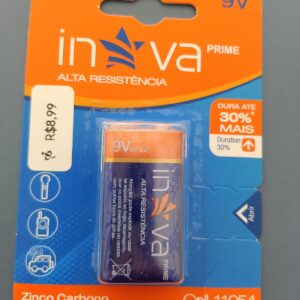 9V
inova PRIME
ALTA RESISTÊNCIA
R$8,99
DURA ATÉ
30%
MAIS
Duration
30%
9V
inova
ALTA RESISTÊNCIA
PRIME
Abrir
Zinco Carbono